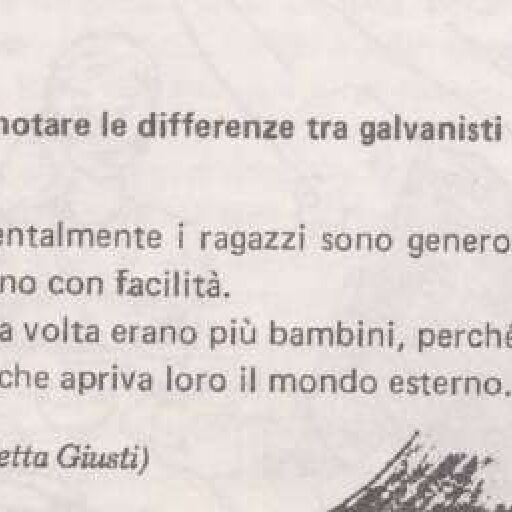 notare le differenze tra galvanisti
entalmente i ragazzi sono genero
no con facilità.
a volta erano più bambini, perché
che apriva loro il mondo esterno.
etta Giusti)